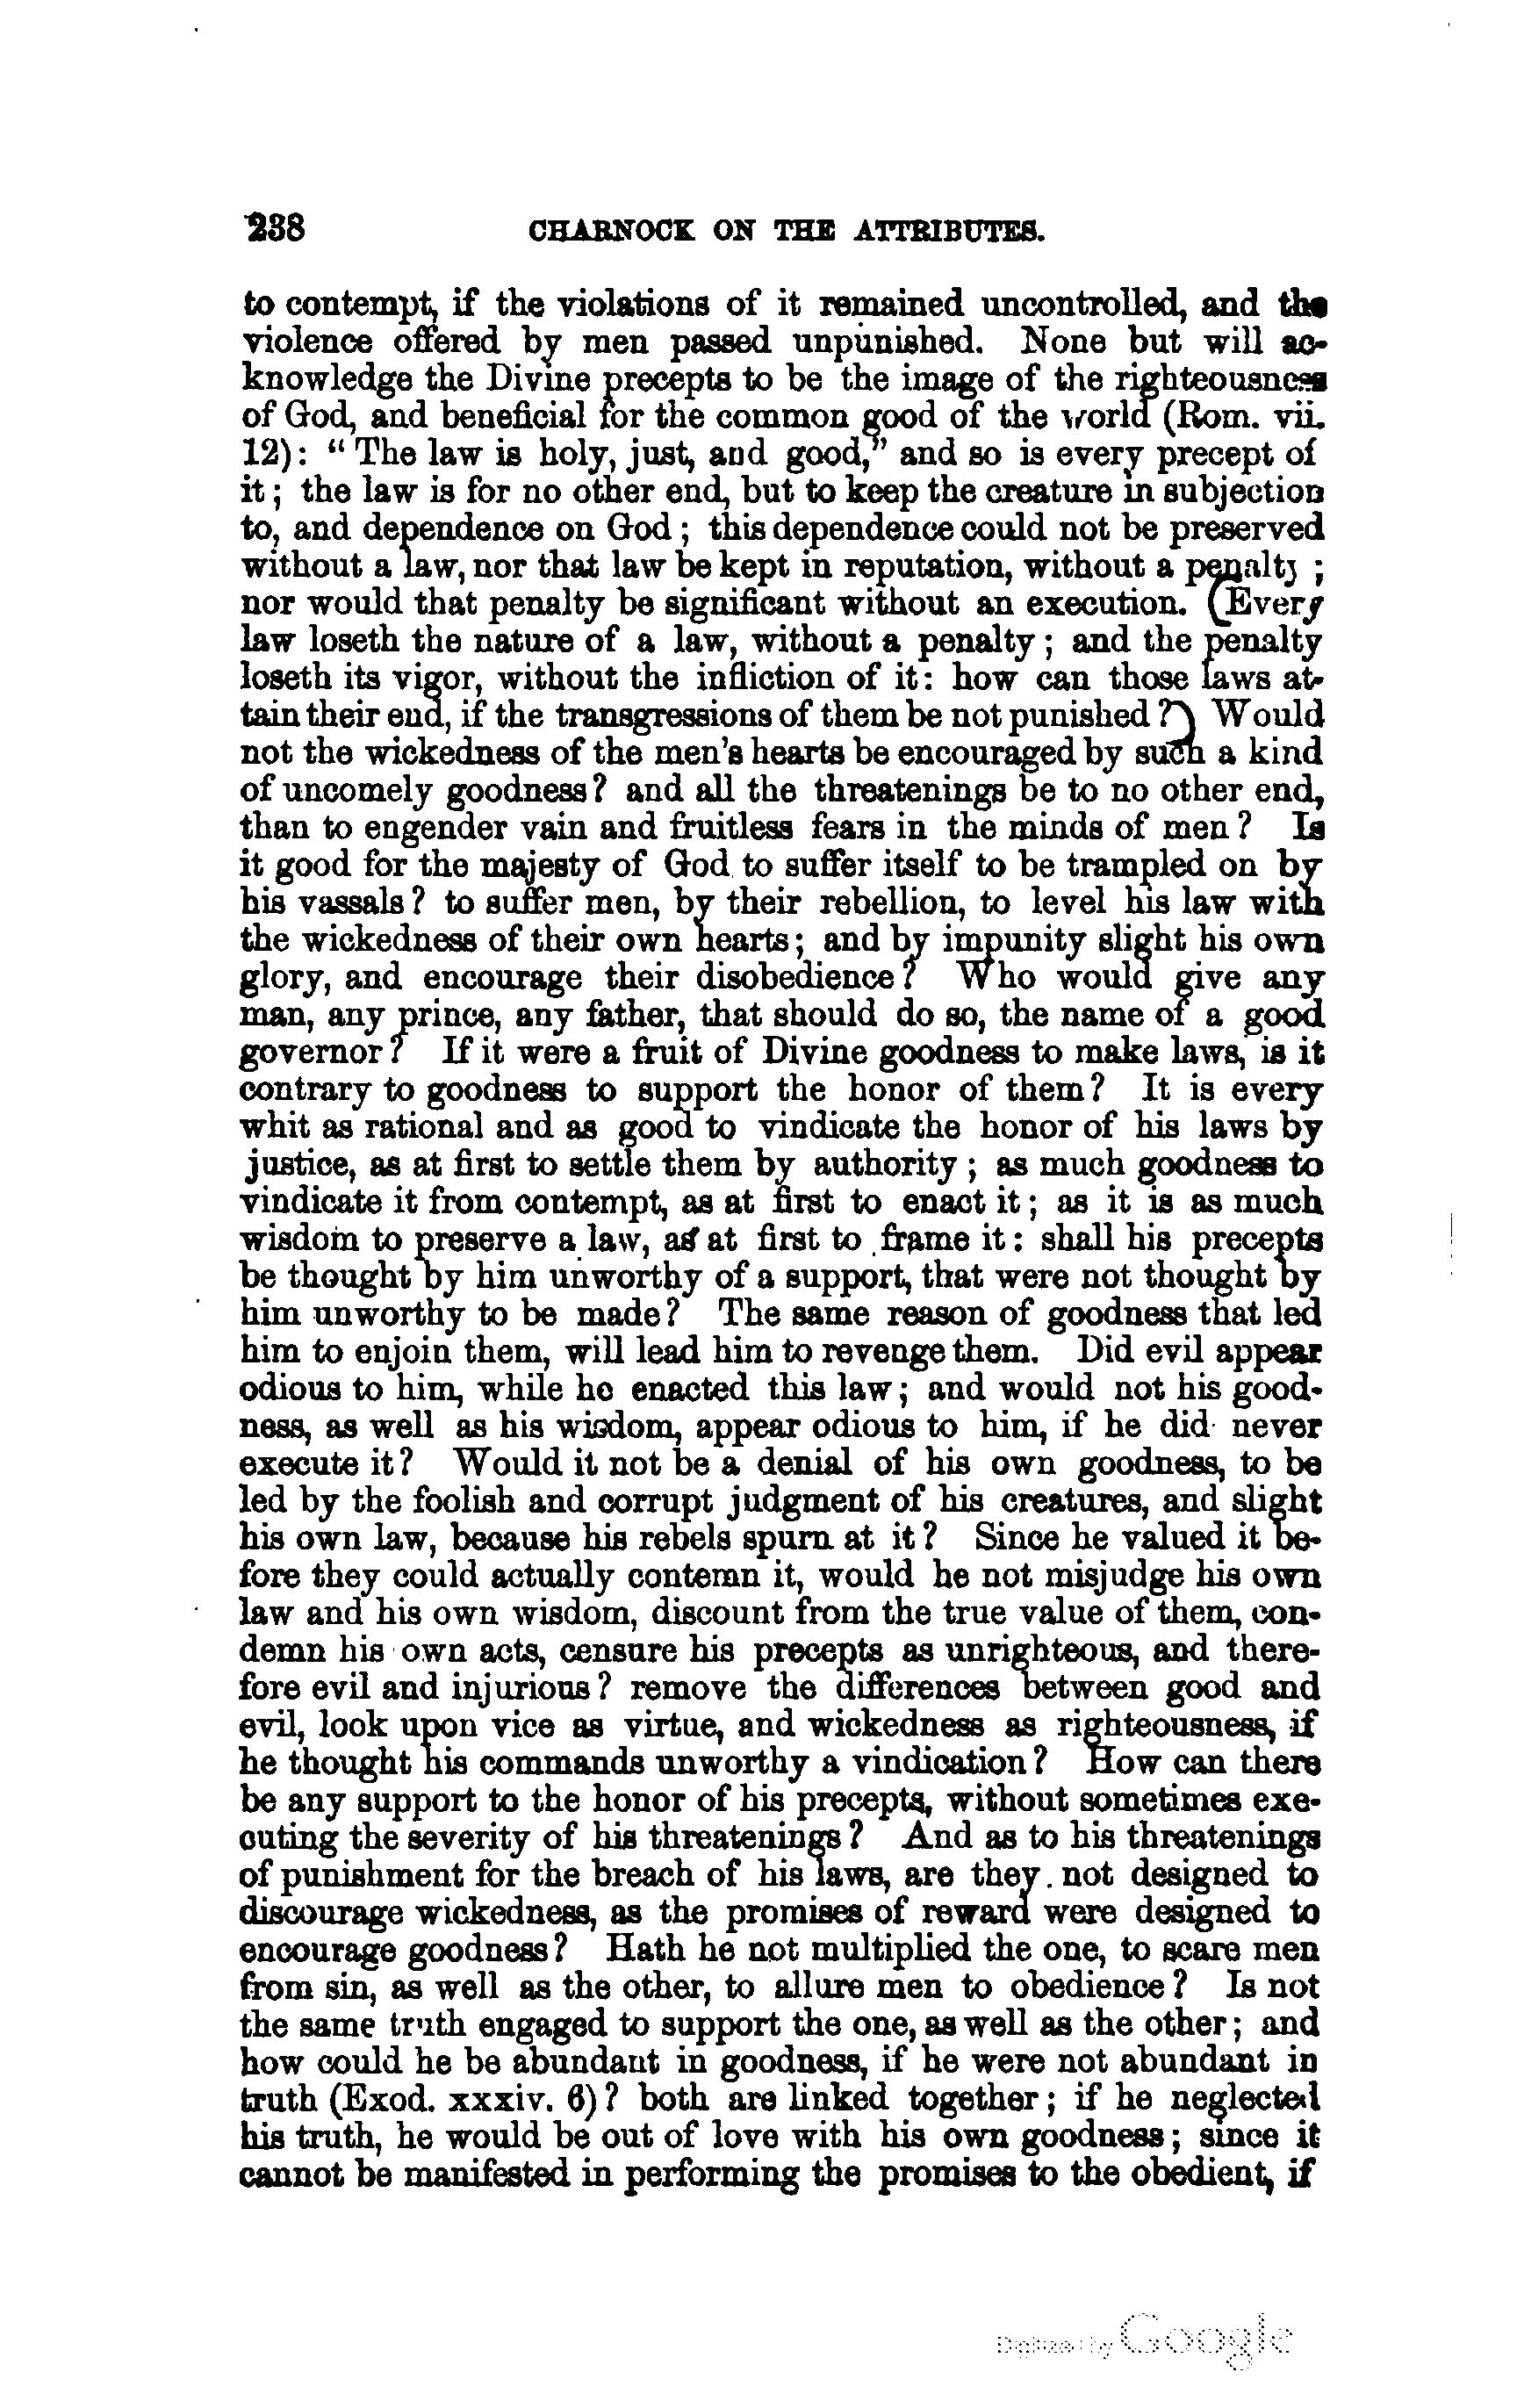 238 CHARNOCK ON THE ATTRIBUTES.
to contempt, if the violations of it remained uncontrolled, and the
violence offered by men passed unpunished. None but will ac-
knowledge the Divine precepts to be the image of the righteousness
of God, and beneficial for the common good of the world (Rom. vii.
12): “The law is holy, just, and good,” and so is every precept of
it; the law is for no other end, but to keep the creature in subjection
to, and dependence on God; this dependence could not be preserved
without a law, nor that law be kept in reputation, without a penalty;
nor would that penalty be significant without an execution. (Every
law loseth the nature of a law, without a penalty; and the penalty
loseth its vigor, without the infliction of it: how can those laws at-
tain their end, if the transgressions of them be not punished?) Would
not the wickedness of the men's hearts be encouraged by such a kind
of uncomely goodness? and all the threatenings be to no other end,
than to engender vain and fruitless fears in the minds of men? Is
it good for the majesty of God to suffer itself to be trampled on by
his vassals? to suffer men, by their rebellion, to level his law with
the wickedness of their own hearts; and by impunity slight his own
glory, and encourage their disobedience? Who would give any
man, any prince, any father, that should do so, the name of a good
governor? If it were a fruit of Divine goodness to make laws, is it
contrary to goodness to support the honor of them? It is every
whit as rational and as good to vindicate the honor of his laws by
justice, as at first to settle them by authority; as much goodness to
vindicate it from contempt, as at first to enact it; as it is as much
wisdom to preserve a law, as at first to frame it: shall his precepts
be thought by him unworthy of a support, that were not thought by
him unworthy to be made? The same reason of goodness that led
him to enjoin them, will lead him to revenge them. Did evil appear
odious to him, while he enacted this law; and would not his good-
ness, as well as his wisdom, appear odious to him, if he did never
execute it? Would it not be a denial of his own goodness, to be
led by the foolish and corrupt judgment of his creatures, and slight
his own law, because his rebels spurn at it? Since he valued it be-
fore they could actually contemn it, would he not misjudge his own
law and his own wisdom, discount from the true value of them, con-
demn his own acts, censure his precepts as unrighteous, and there-
fore evil and injurious? remove the differences between good and
evil, look upon vice as virtue, and wickedness as righteousness, if
he thought his commands unworthy a vindication? How can there
be any support to the honor of his precepts, without sometimes exe-
cuting the severity of his threatenings? And as to his threatenings
of punishment for the breach of his laws, are they not designed to
discourage wickedness, as the promises of reward were designed to
encourage goodness? Hath he not multiplied the one, to scare men
from sin, as well as the other, to allure men to obedience? Is not
the same truth engaged to support the one, as well as the other; and
how could he be abundant in goodness, if he were not abundant in
truth (Exod. xxxiv. 6)? both are linked together; if he neglected
his truth, he would be out of love with his own goodness; since it
cannot be manifested in performing the promises to the obedient, if
Digitized by Google